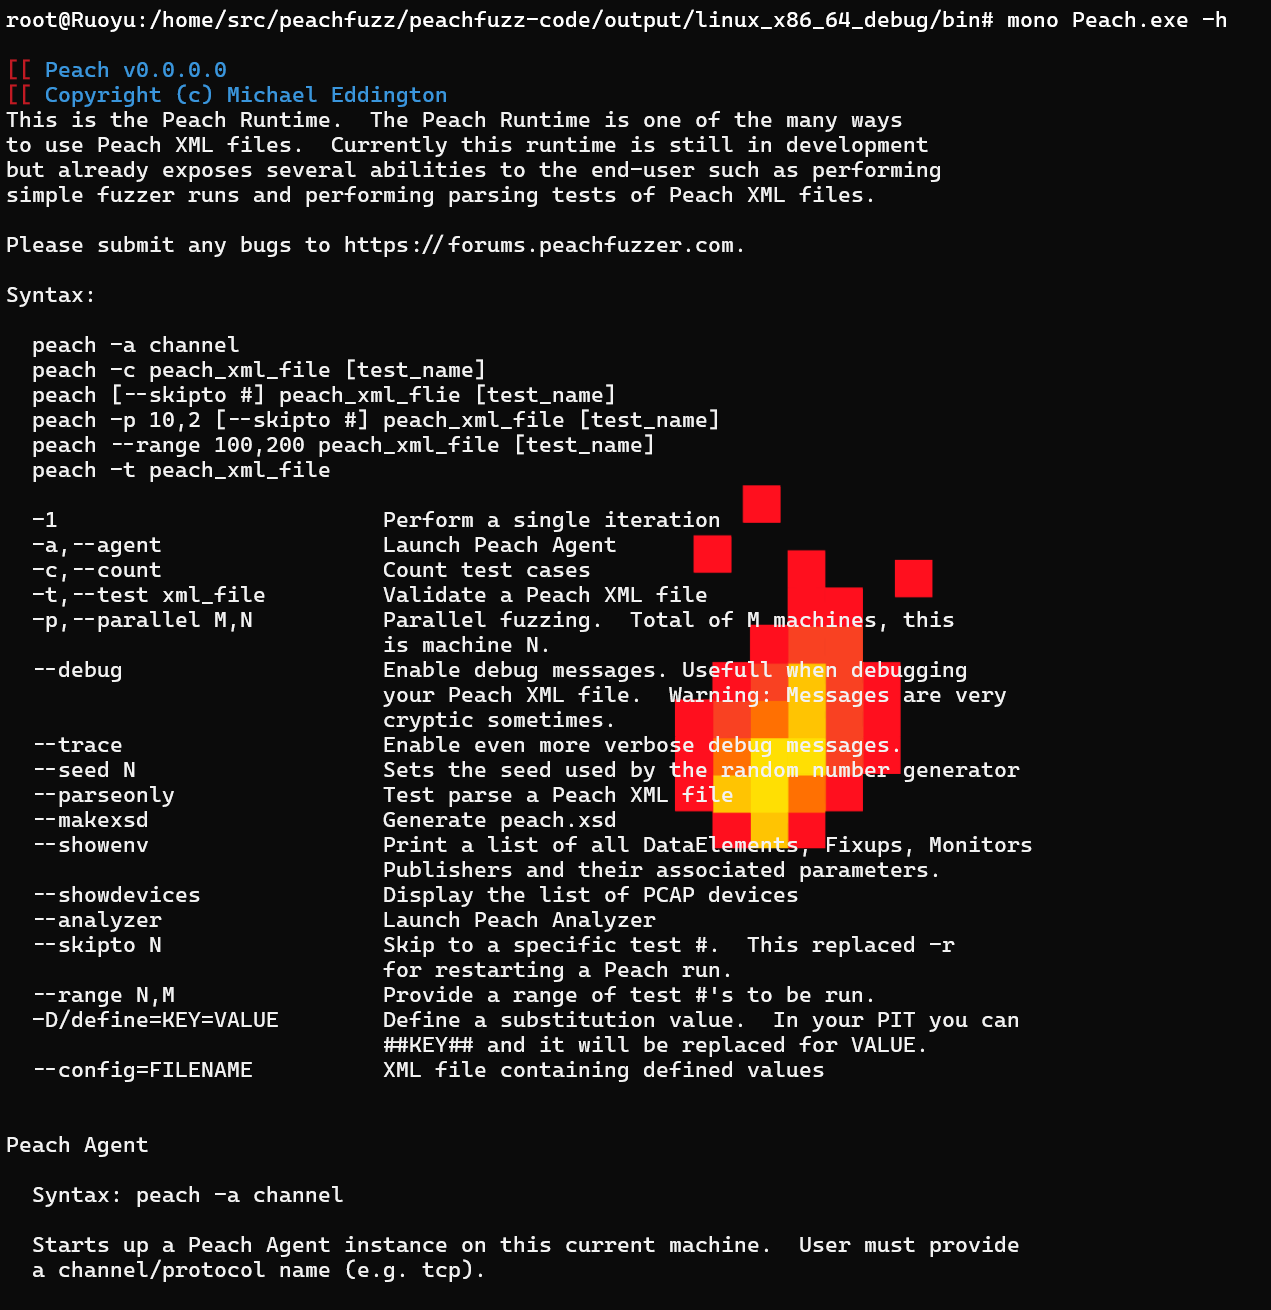 root@Ruoyu:/home/src/peachfuzz/peachfuzz-code/output/linux_x86_64_debug/bin# mono Peach.exe -h

[[ Peach v0.0.0.0
[[ Copyright (c) Michael Eddington
This is the Peach Runtime.  The Peach Runtime is one of the many ways
to use Peach XML files.  Currently this runtime is still in development
but already exposes several abilities to the end-user such as performing
simple fuzzer runs and performing parsing tests of Peach XML files.

Please submit any bugs to https://forums.peachfuzzer.com.

Syntax:

  peach -a channel
  peach -c peach_xml_file [test_name]
  peach [--skipto #] peach_xml_flie [test_name]
  peach -p 10,2 [--skipto #] peach_xml_file [test_name]
  peach --range 100,200 peach_xml_file [test_name]
  peach -t peach_xml_file

  -1                         Perform a single iteration
  -a,--agent                 Launch Peach Agent
  -c,--count                 Count test cases
  -t,--test xml_file         Validate a Peach XML file
  -p,--parallel M,N          Parallel fuzzing.  Total of M machines, this
                             is machine N.
  --debug                    Enable debug messages. Usefull when debugging
                             your Peach XML file.  Warning: Messages are very
                             cryptic sometimes.
  --trace                    Enable even more verbose debug messages.
  --seed N                   Sets the seed used by the random number generator
  --parseonly                Test parse a Peach XML file
  --makexsd                  Generate peach.xsd
  --showenv                  Print a list of all DataElements, Fixups, Monitors
                             Publishers and their associated parameters.
  --showdevices              Display the list of PCAP devices
  --analyzer                 Launch Peach Analyzer
  --skipto N                 Skip to a specific test #.  This replaced -r
                             for restarting a Peach run.
  --range N,M                Provide a range of test #'s to be run.
  -D/define=KEY=VALUE        Define a substitution value.  In your PIT you can
                             ##KEY## and it will be replaced for VALUE.
  --config=FILENAME          XML file containing defined values

Peach Agent

  Syntax: peach -a channel

  Starts up a Peach Agent instance on this current machine.  User must provide
  a channel/protocol name (e.g. tcp).